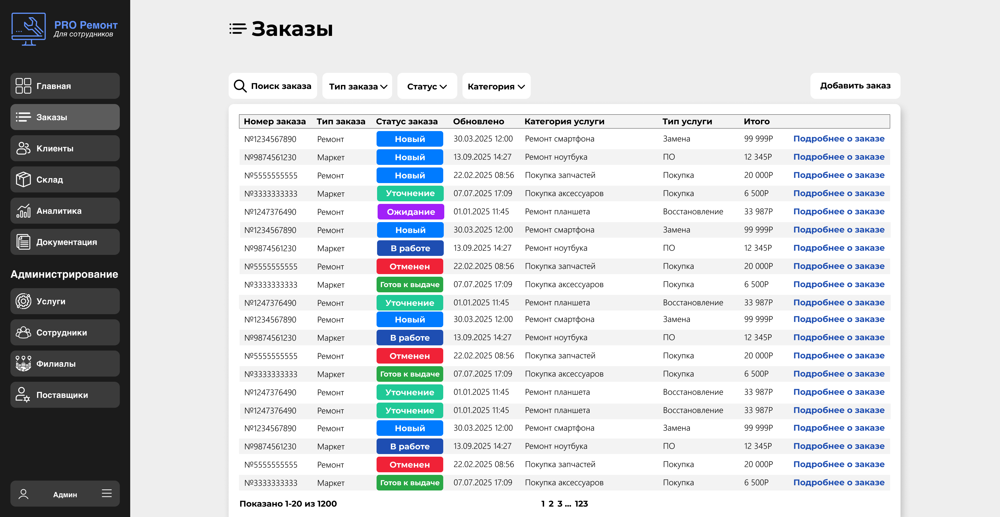 PRO Ремонт
Для сотрудников
Главная
Заказы
Клиенты
Склад
Аналитика
Документация
Администрирование
Услуги
Сотрудники
Филиалы
Поставщики
Админ
Заказы
Поиск заказа Тип заказа Статус Категория Добавить заказ
Номер заказа Тип заказа Статус заказа Обновлено Категория услуги Тип услуги Итого
№1234567890 Ремонт Новый 30.03.2025 12:00 Ремонт смартфона Замена 99 999Р Подробнее о заказе
№9874561230 Маркет Новый 13.09.2025 14:27 Ремонт ноутбука ПО 12 345Р Подробнее о заказе
№5555555555 Ремонт Новый 22.02.2025 08:56 Покупка запчастей Покупка 20 000Р Подробнее о заказе
№3333333333 Маркет Уточнение 07.07.2025 17:09 Покупка аксессуаров Покупка 6 500Р Подробнее о заказе
№1247376490 Ремонт Ожидание 01.01.2025 11:45 Ремонт планшета Восстановление 33 987Р Подробнее о заказе
№1234567890 Ремонт Новый 30.03.2025 12:00 Ремонт смартфона Замена 99 999Р Подробнее о заказе
№9874561230 Маркет В работе 13.09.2025 14:27 Ремонт ноутбука ПО 12 345Р Подробнее о заказе
№5555555555 Ремонт Отменен 22.02.2025 08:56 Покупка запчастей Покупка 20 000Р Подробнее о заказе
№3333333333 Маркет Готов к выдаче 07.07.2025 17:09 Покупка аксессуаров Покупка 6 500Р Подробнее о заказе
№1247376490 Ремонт Уточнение 01.01.2025 11:45 Ремонт планшета Восстановление 33 987Р Подробнее о заказе
№1234567890 Ремонт Новый 30.03.2025 12:00 Ремонт смартфона Замена 99 999Р Подробнее о заказе
№9874561230 Маркет В работе 13.09.2025 14:27 Ремонт ноутбука ПО 12 345Р Подробнее о заказе
№5555555555 Ремонт Отменен 22.02.2025 08:56 Покупка запчастей Покупка 20 000Р Подробнее о заказе
№3333333333 Маркет Готов к выдаче 07.07.2025 17:09 Покупка аксессуаров Покупка 6 500Р Подробнее о заказе
№1247376490 Ремонт Уточнение 01.01.2025 11:45 Ремонт планшета Восстановление 33 987Р Подробнее о заказе
№1247376490 Ремонт Уточнение 01.01.2025 11:45 Ремонт планшета Восстановление 33 987Р Подробнее о заказе
№1234567890 Ремонт Новый 30.03.2025 12:00 Ремонт смартфона Замена 99 999Р Подробнее о заказе
№9874561230 Маркет В работе 13.09.2025 14:27 Ремонт ноутбука ПО 12 345Р Подробнее о заказе
№5555555555 Ремонт Отменен 22.02.2025 08:56 Покупка запчастей Покупка 20 000Р Подробнее о заказе
№3333333333 Маркет Готов к выдаче 07.07.2025 17:09 Покупка аксессуаров Покупка 6 500Р Подробнее о заказе
Показано 1-20 из 1200 1 2 3 ... 123